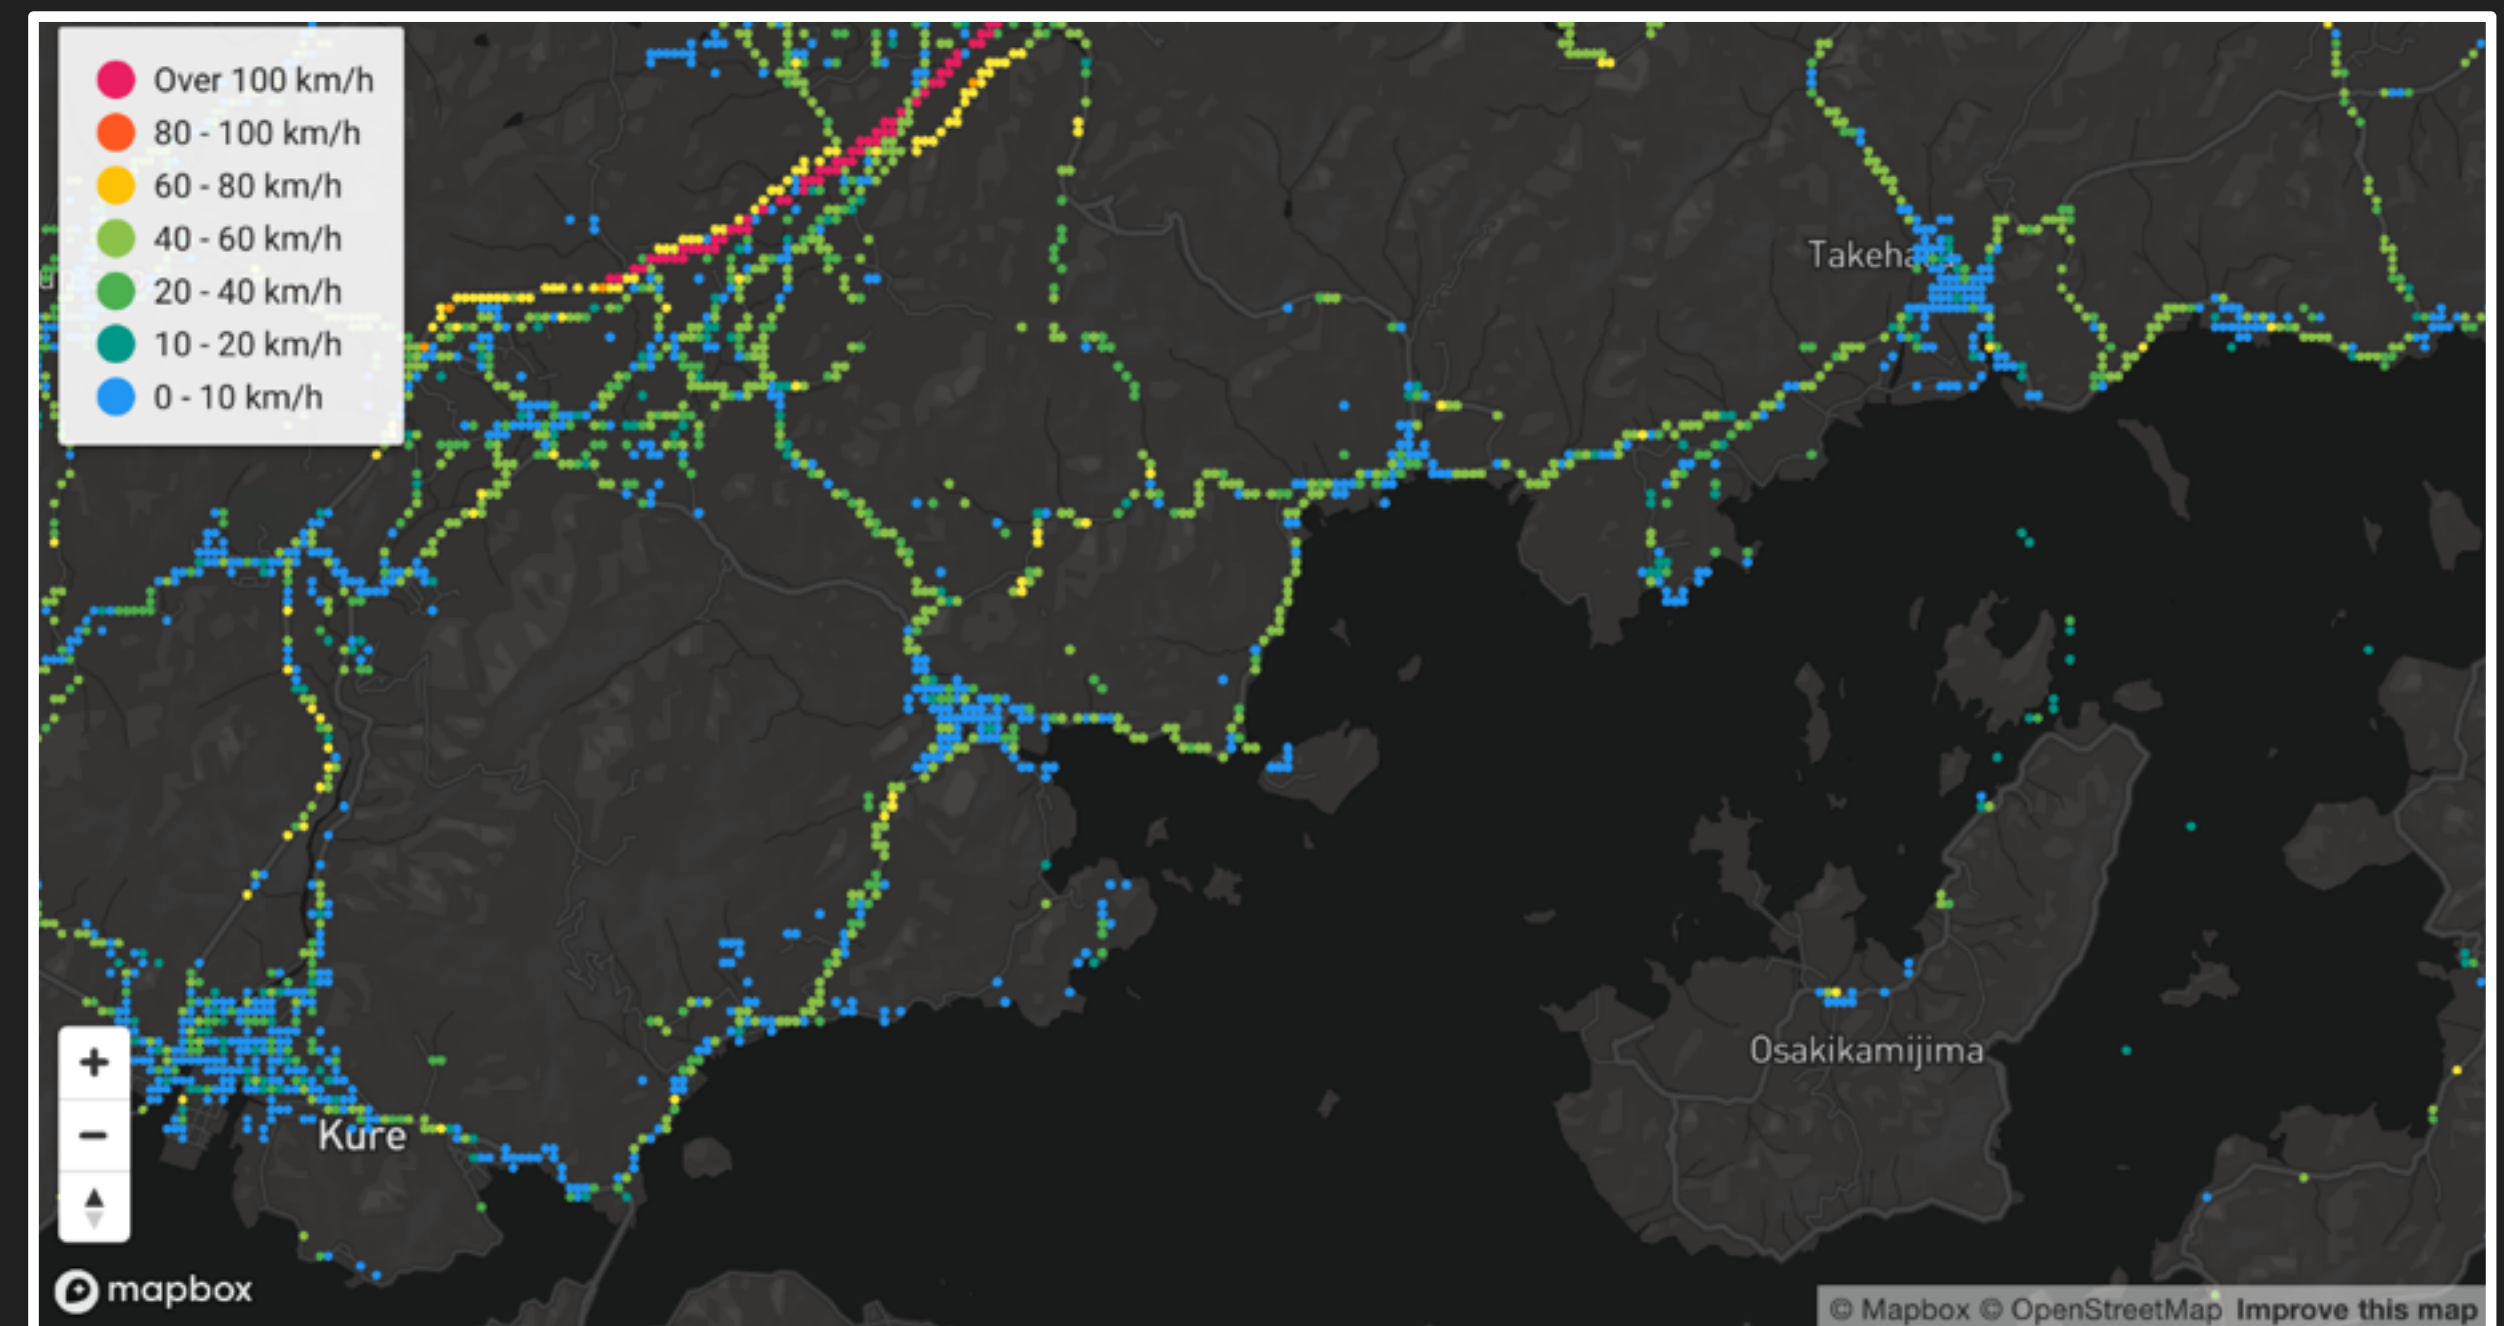 Over 100 km/h
80 - 100 km/h
60 - 80 km/h
40 - 60 km/h
20 - 40 km/h
10 - 20 km/h
0 - 10 km/h
Osakikamijima
+
Kure
−
mapbox
© Mapbox © OpenStreetMap Improve this map